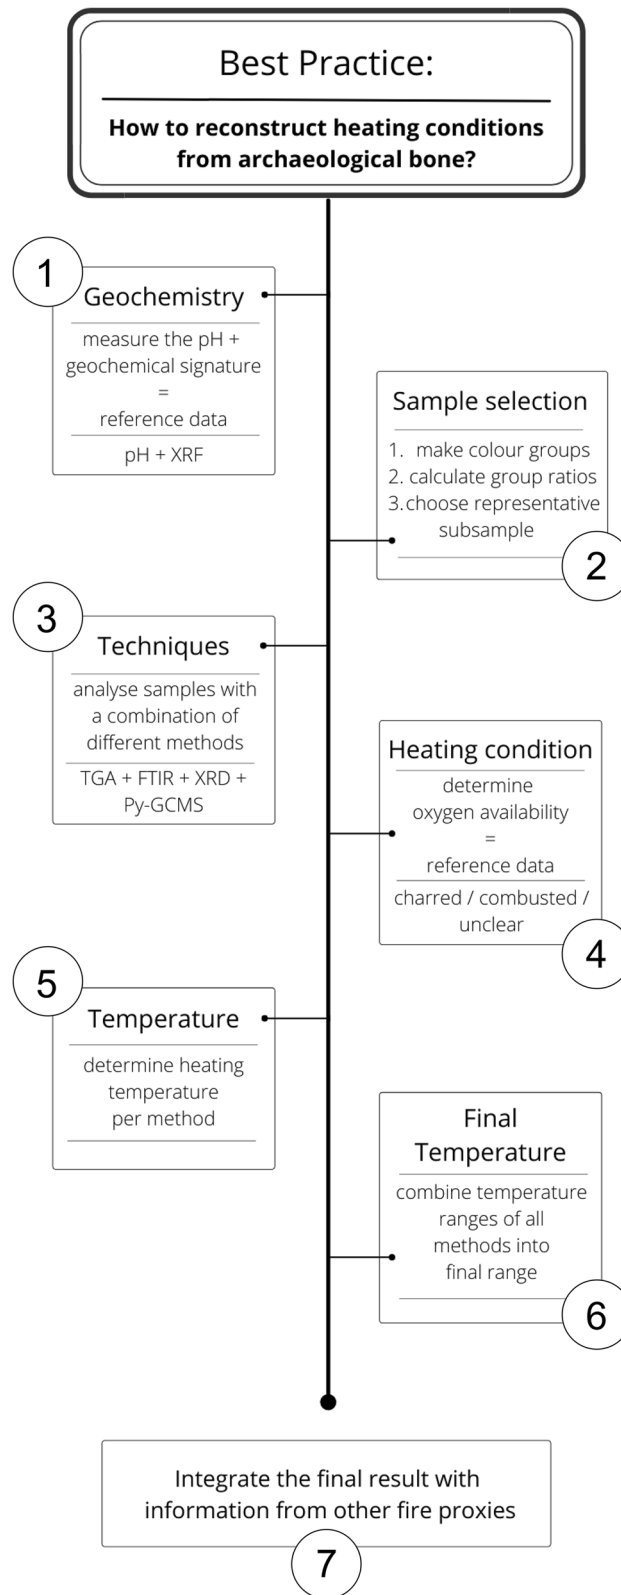 Best Practice:
How to reconstruct heating conditions
from archaeological bone?
1
Geochemistry
measure the pH +
geochemical signature
=
reference data
pH + XRF
Sample selection
1. make colour groups
2. calculate group ratios
3. choose representative
subsample
2
3
Techniques
analyse samples with
a combination of
different methods
TGA + FTIR + XRD +
Py-GCMS
Heating condition
determine
oxygen availability
=
reference data
charred / combusted /
unclear
4
5
Temperature
determine heating
temperature
per method
Final
Temperature
combine temperature
ranges of all
methods into
final range
6
Integrate the final result with
information from other fire proxies
7